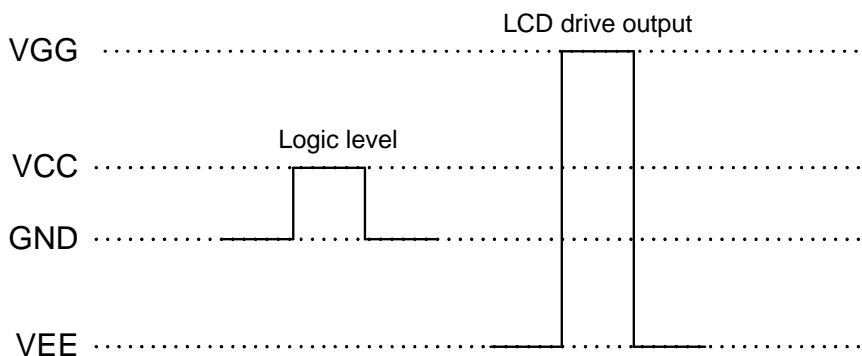 LCD drive output
VGG
Logic level
VCC
GND
VEE